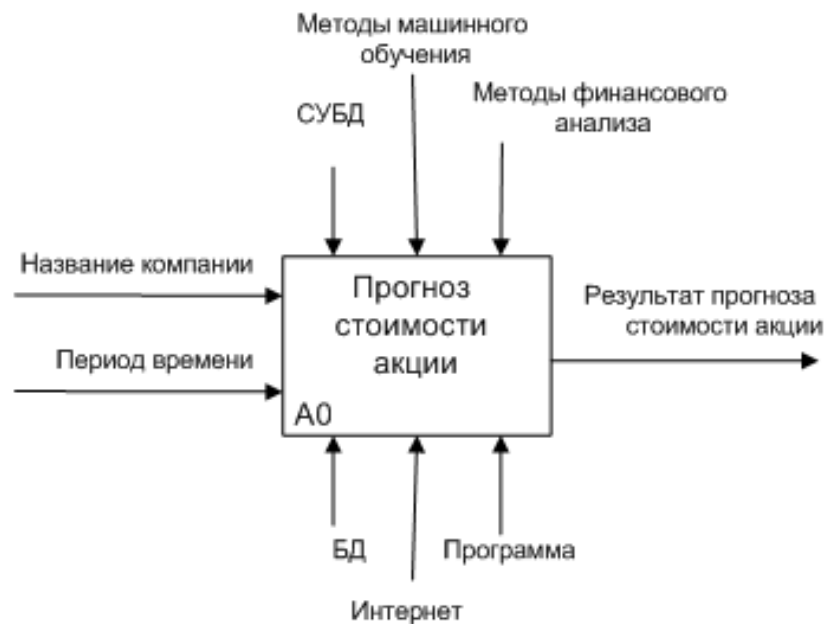 Методы машинного
обучения
Методы финансового
анализа
СУБД
Название компании
Период времени
Прогноз
стоимости
акции
А0
Результат прогноза
стоимости акции
БД
Программа
Интернет